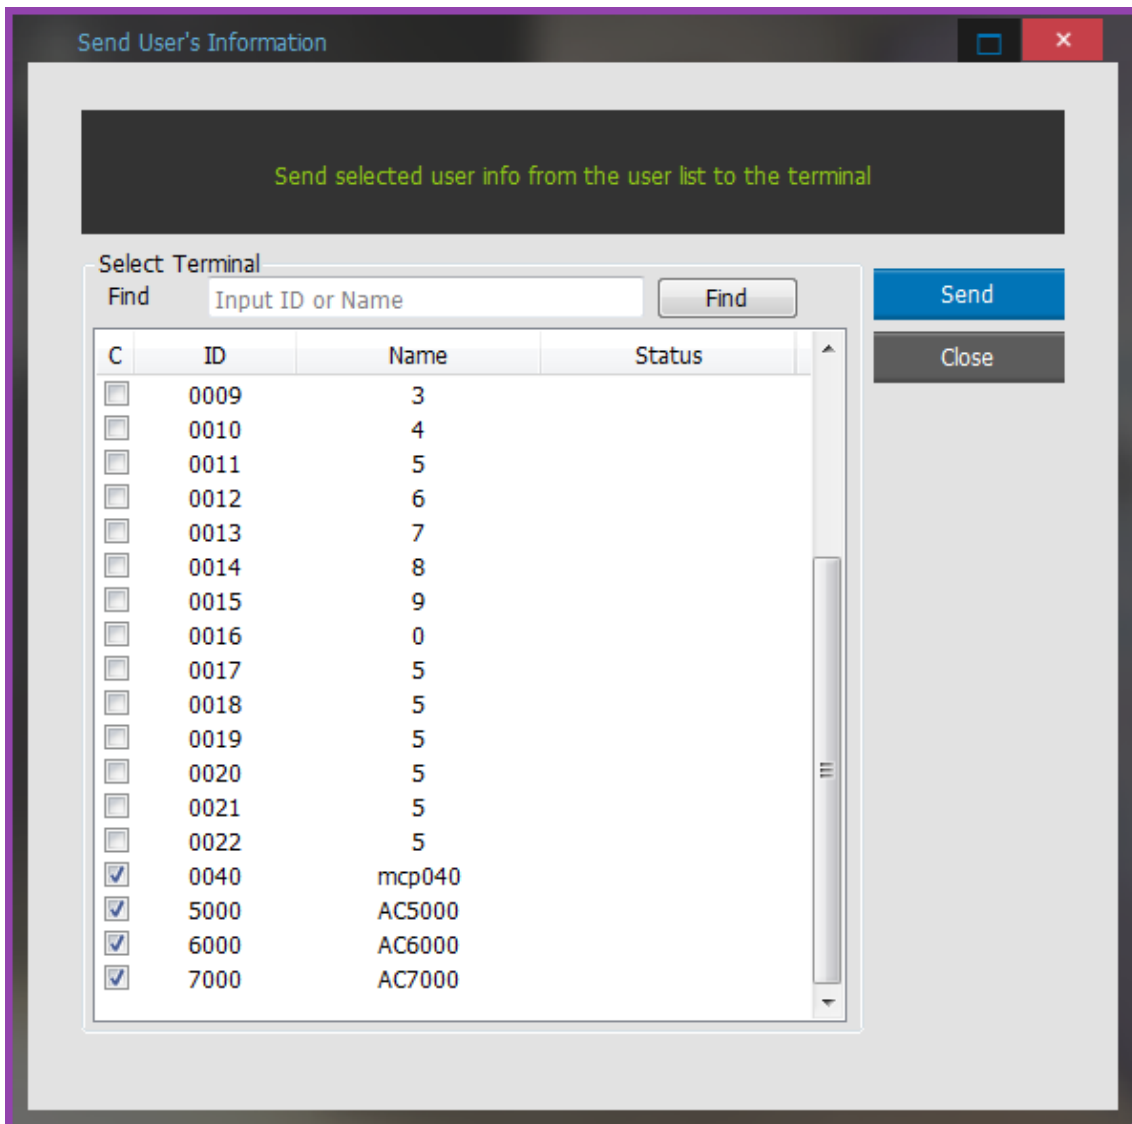 Send User's Information
Send selected user info from the user list to the terminal
Select Terminal
Find Input ID or Name Find Send
C ID Name Status Close
0009 3
0010 4
0011 5
0012 6
0013 7
0014 8
0015 9
0016 0
0017 5
0018 5
0019 5
0020 5
0021 5
0022 5
0040 mcp040
5000 AC5000
6000 AC6000
7000 AC7000